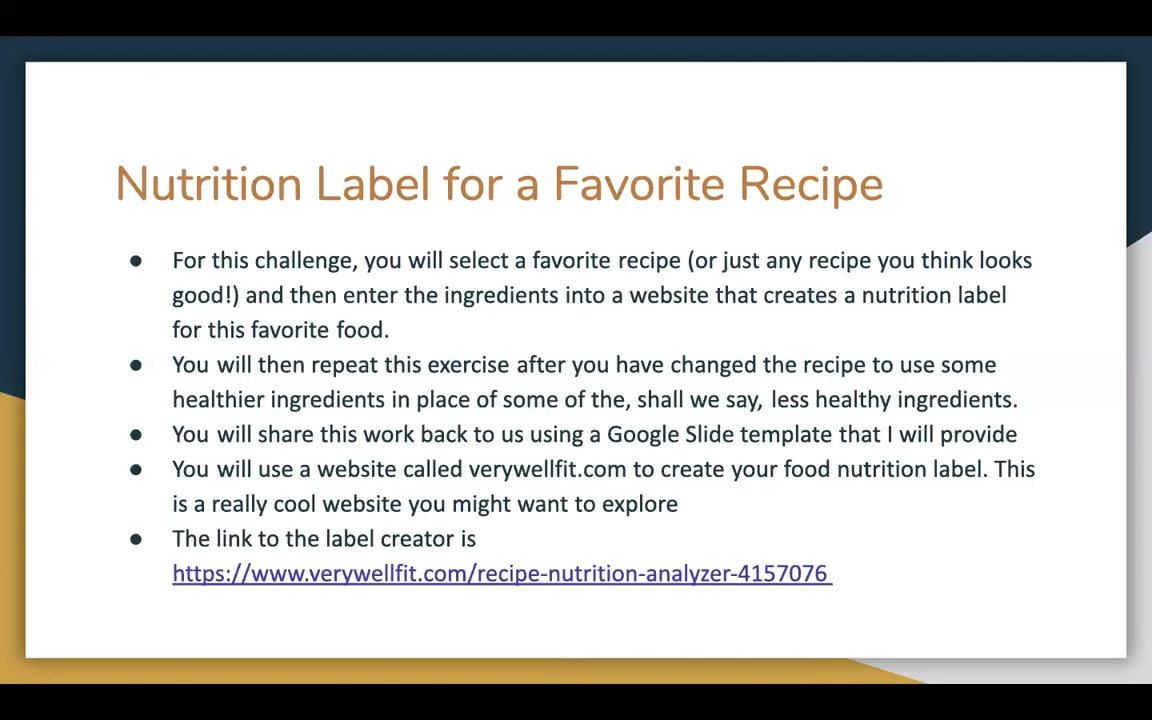 Nutrition Label for a Favorite Recipe
● For this challenge, you will select a favorite recipe (or just any recipe you think looks
good!) and then enter the ingredients into a website that creates a nutrition label
for this favorite food.
● You will then repeat this exercise after you have changed the recipe to use some
healthier ingredients in place of some of the, shall we say, less healthy ingredients.
● You will share this work back to us using a Google Slide template that I will provide
● You will use a website called verywellfit.com to create your food nutrition label. This
is a really cool website you might want to explore
● The link to the label creator is
https://www.verywellfit.com/recipe-nutrition-analyzer-4157076